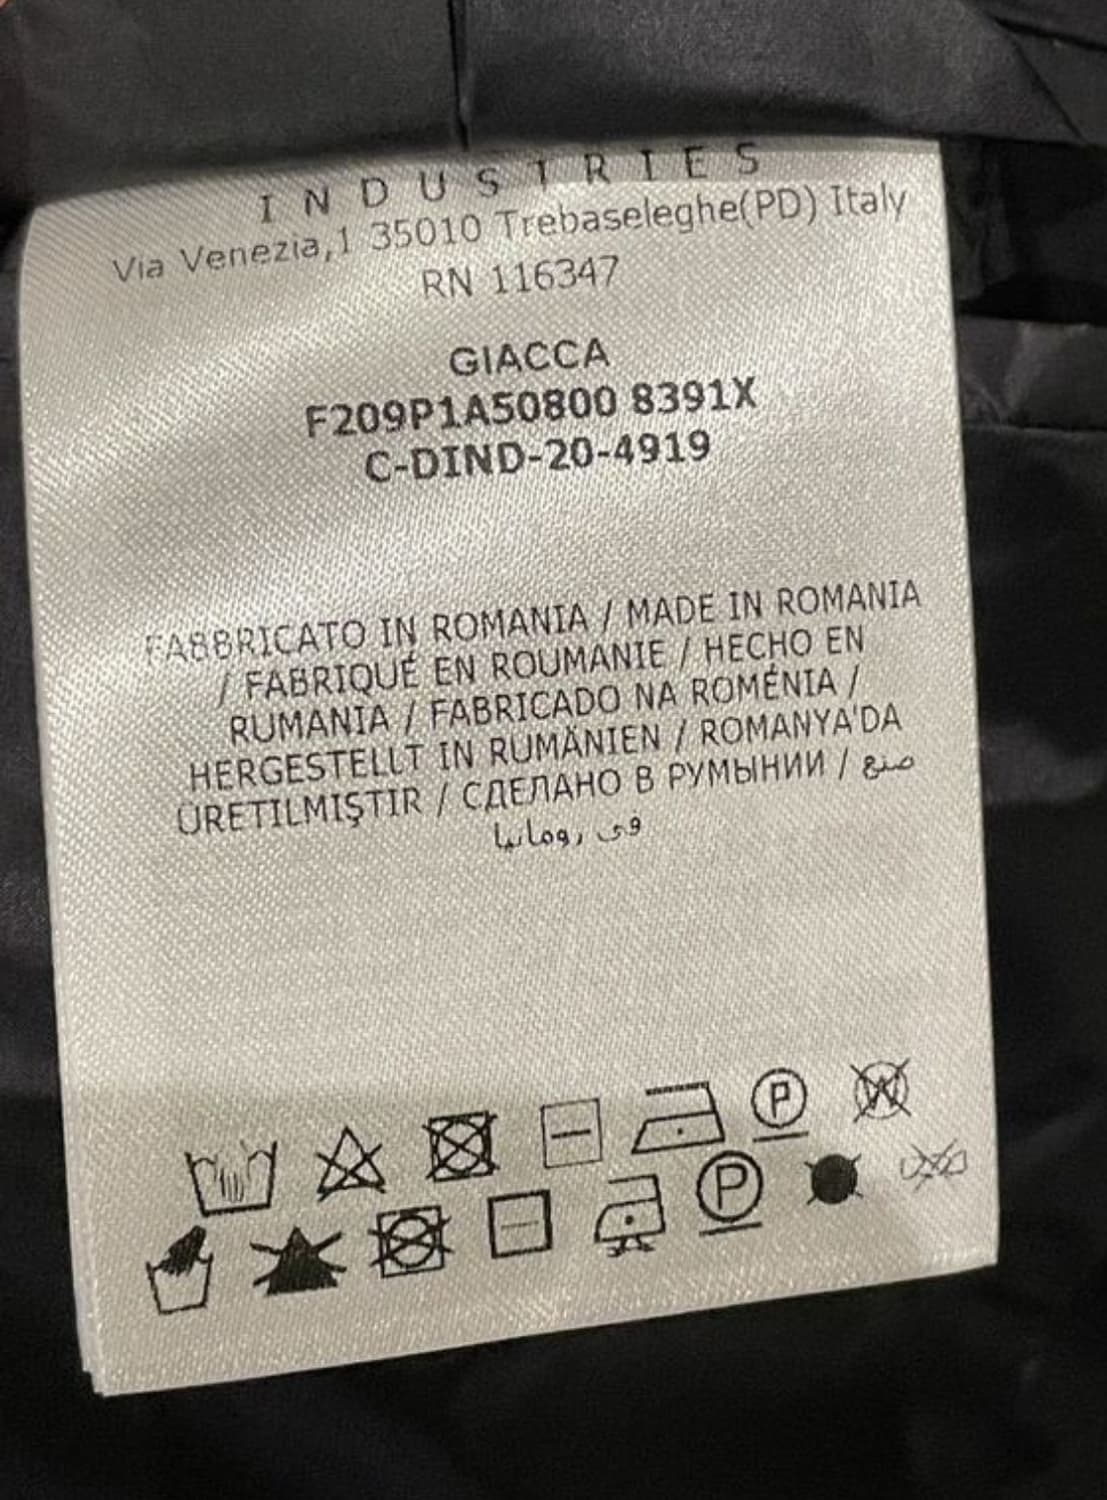 INDUSTRIES
Via Venezia,1 35010 Trebaseleghe(PD) Italy
RN 116347
GIACCA
F209P1A50800 8391X
C-DIND-20-4919
FABBRICATO IN ROMANIA / MADE IN ROMANIA
/ FABRIQUÉ EN ROUMANIE / HECHO EN
RUMANIA / FABRICADO NA ROMÉNIA /
HERGESTELLT IN RUMÄNIEN / ROMANYA'DA
ÜRETILMIŞTIR / СДЕЛАНО В РУМЫНИИ / صنع
في رومانيا
P W
P